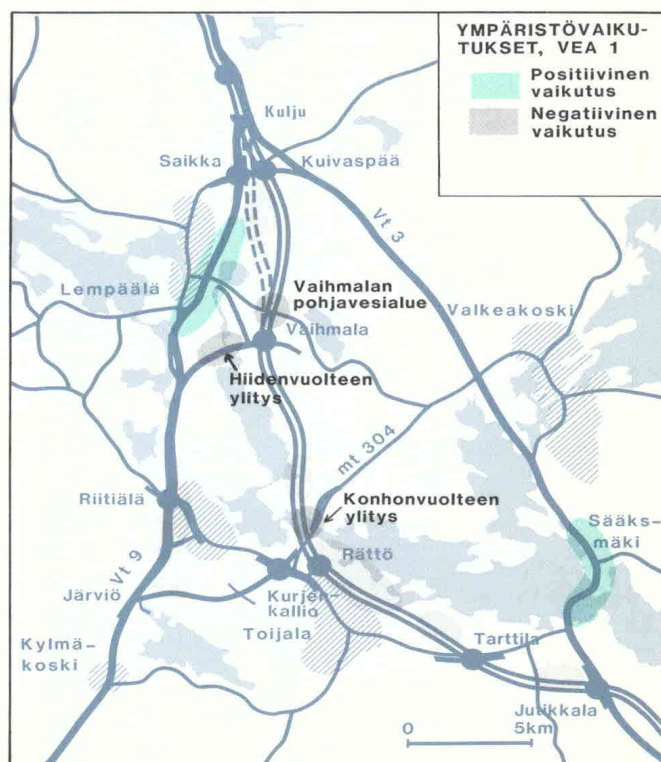 YMPÄRISTÖVAIKU-
TUKSET, VEA 1
Positiivinen
vaikutus
Negatiivinen
vaikutus
Kulju
Saikka
Kuivaspää
Vt 3
Vaihmalan
pohjavesialue
Lempäälä
Valkeakoski
Vaihmala
Hiidenvuolteen
ylitys
mt 304
Konhonvuolteen
ylitys
Riitiälä
Sääks-
mäki
Rättö
Vt 9
Järviö
Kurjen-
kallio
Toijala
Tarttila
Kylmä-
koski
Jutikkala
0 5km